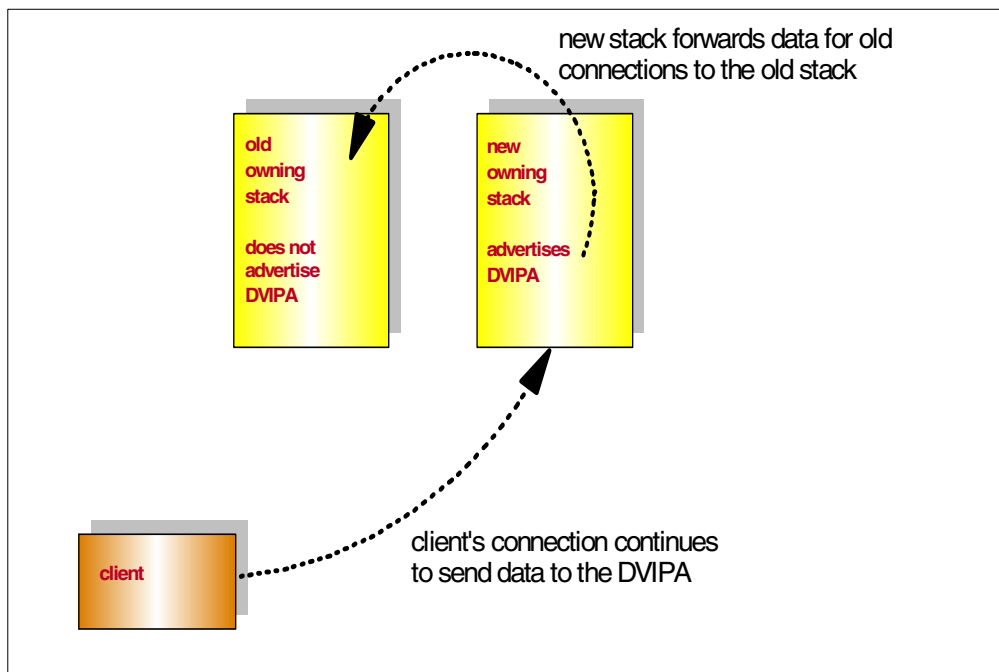 new stack forwards data for old
connections to the old stack
old
owning
stack
does not
advertise
DVIPA
new
owning
stack
advertises
DVIPA
client's connection continues
to send data to the DVIPA
client